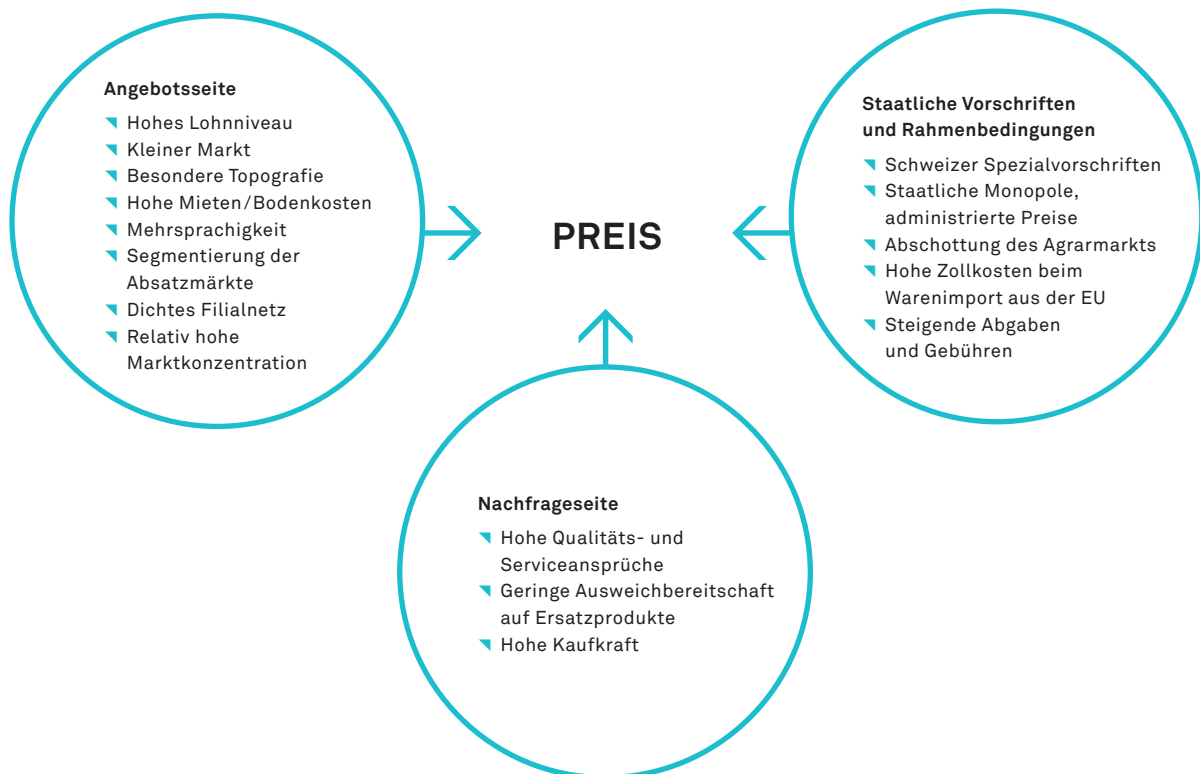 Angebotsseite
Hohes Lohnniveau
Kleiner Markt
Besondere Topografie
Hohe Mieten/Bodenkosten
Mehrsprachigkeit
Segmentierung der
Absatzmärkte
Dichtes Filialnetz
Relativ hohe
Marktkonzentration
PREIS
Staatliche Vorschriften
und Rahmenbedingungen
Schweizer Spezialvorschriften
Staatliche Monopole,
administrierte Preise
Abschottung des Agrarmarkts
Hohe Zollkosten beim
Warenimport aus der EU
Steigende Abgaben
und Gebühren
Nachfrageseite
Hohe Qualitäts- und
Serviceansprüche
Geringe Ausweichbereitschaft
auf Ersatzprodukte
Hohe Kaufkraft